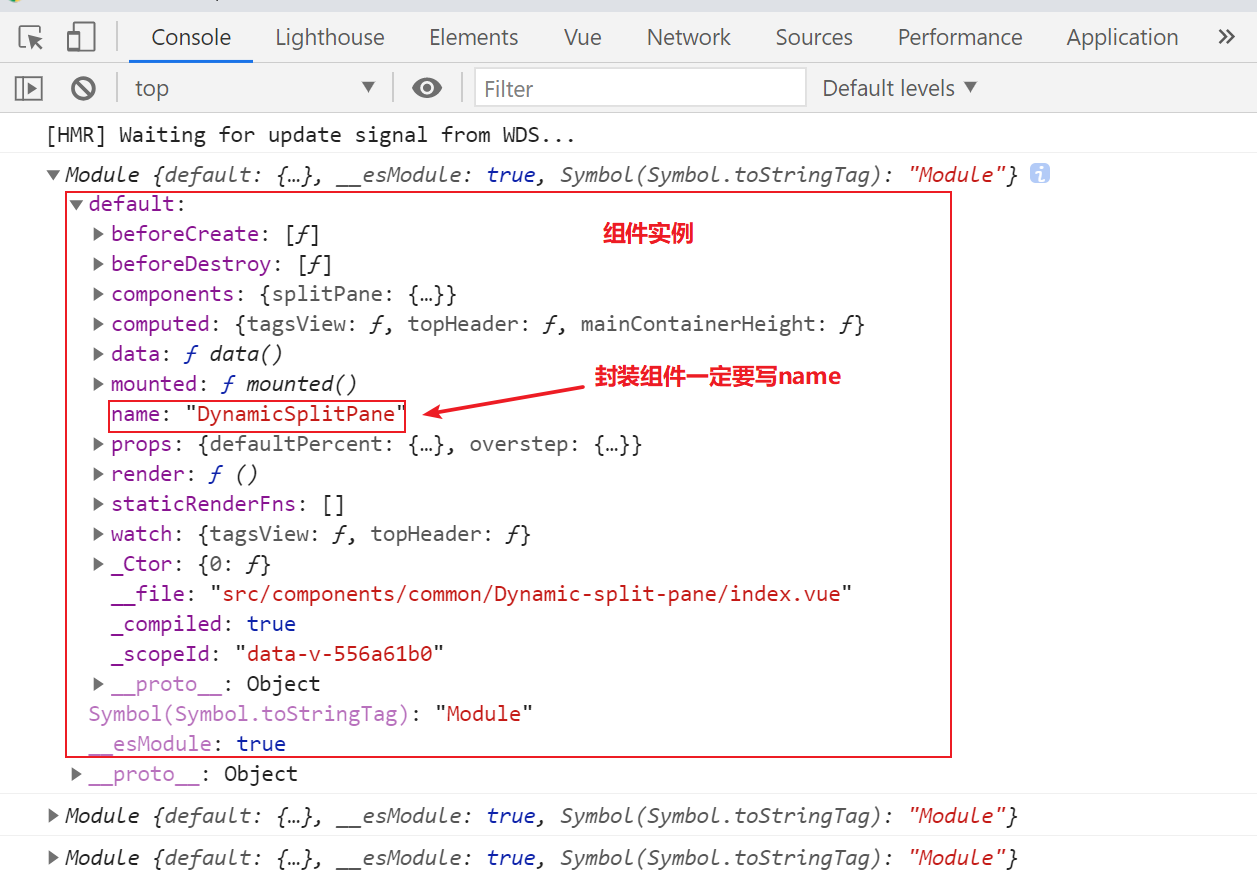 Console Lighthouse Elements Vue Network Sources Performance Application
top Filter Default levels
[HMR] Waiting for update signal from WDS...
Module {default: {…}, __esModule: true, Symbol(Symbol.toStringTag): "Module"}
default:
组件实例
beforeCreate: [ƒ]
beforeDestroy: [ƒ]
components: {splitPane: {…}}
computed: {tagsView: ƒ, topHeader: ƒ, mainContainerHeight: ƒ}
data: ƒ data()
封装组件一定要写name
mounted: ƒ mounted()
name: "DynamicSplitPane"
props: {defaultPercent: {…}, overstep: {…}}
render: ƒ ()
staticRenderFns: []
watch: {tagsView: ƒ, topHeader: ƒ}
_Ctor: {0: ƒ}
__file: "src/components/common/Dynamic-split-pane/index.vue"
_compiled: true
_scopeId: "data-v-556a61b0"
__proto__: Object
Symbol(Symbol.toStringTag): "Module"
__esModule: true
__proto__: Object
Module {default: {…}, __esModule: true, Symbol(Symbol.toStringTag): "Module"}
Module {default: {…}, __esModule: true, Symbol(Symbol.toStringTag): "Module"}